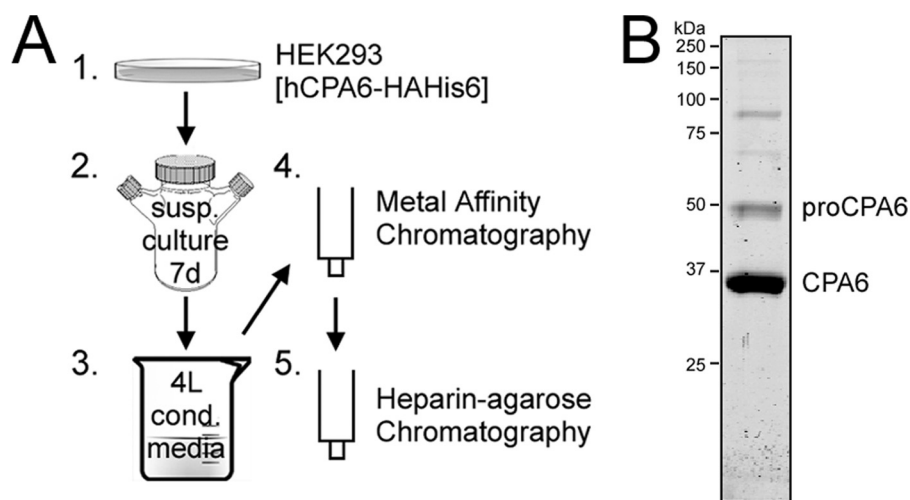 A
1.
HEK293
[hCPA6-HAHis6]
2.
susp.
culture
7d
3.
4L
cond.
media
4.
Metal Affinity
Chromatography
5.
Heparin-agarose
Chromatography
B
kDa
250
150
100
75
50
proCPA6
37
CPA6
25